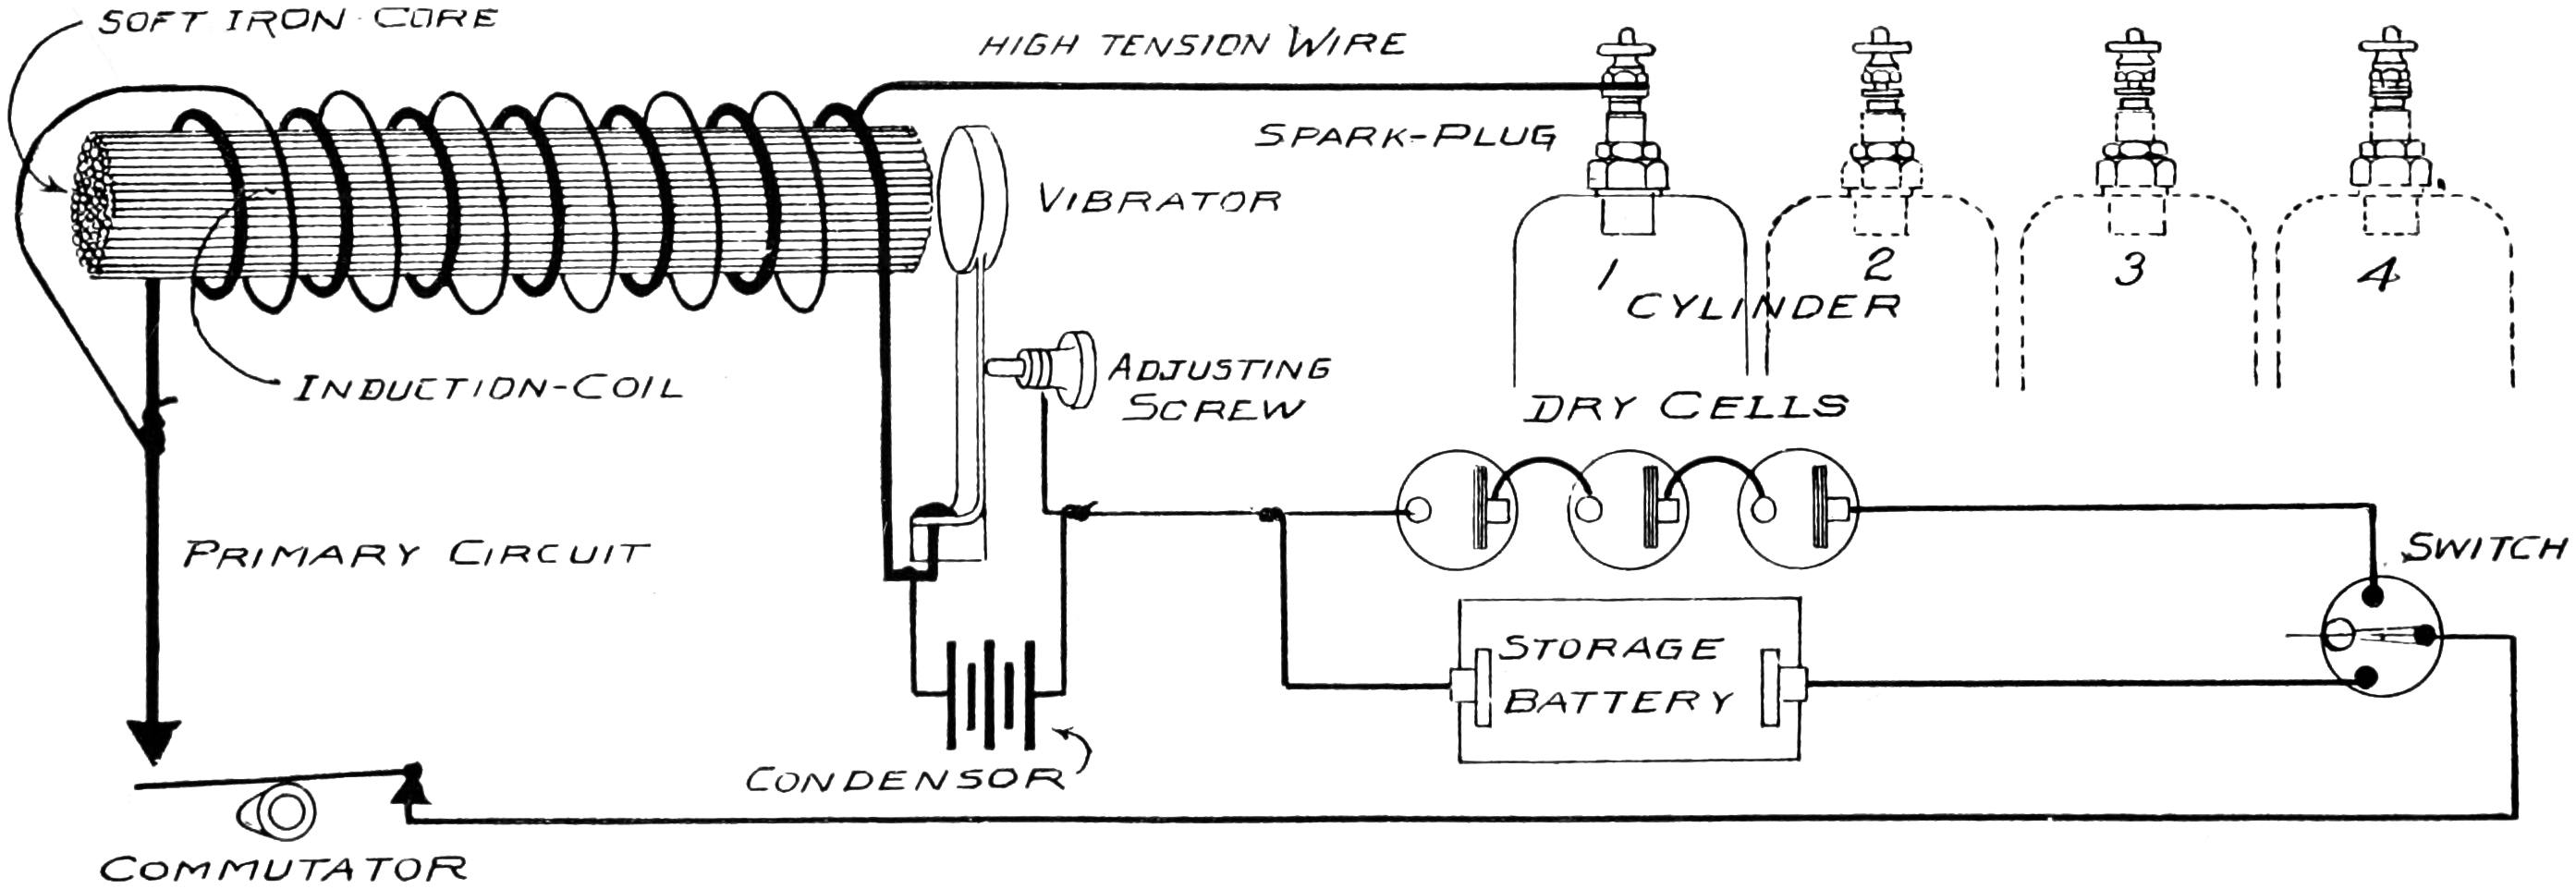 SOFT IRON CORE
HIGH TENSION WIRE
SPARK-PLUG
VIBRATOR
1
2
3
4
CYLINDER
INDUCTION-COIL
ADJUSTING
SCREW
DRY CELLS
PRIMARY CIRCUIT
SWITCH
STORAGE
BATTERY
CONDENSOR
COMMUTATOR